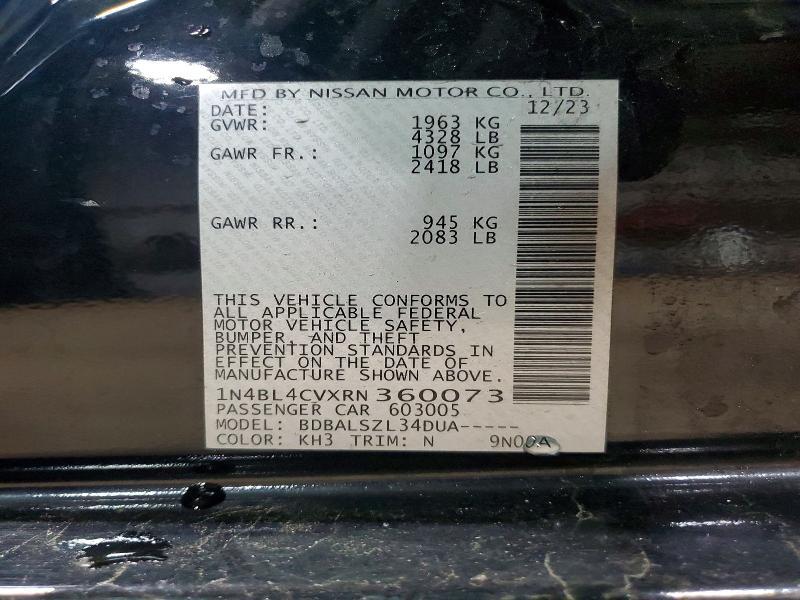 MFD BY NISSAN MOTOR CO., LTD.
DATE: 12/23
GVWR: 1963 KG
4328 LB
GAWR FR.: 1097 KG
2418 LB
GAWR RR.: 945 KG
2083 LB
THIS VEHICLE CONFORMS TO
ALL APPLICABLE FEDERAL
MOTOR VEHICLE SAFETY,
BUMPER, AND THEFT
PREVENTION STANDARDS IN
EFFECT ON THE DATE OF
MANUFACTURE SHOWN ABOVE.
1N4BL4CVXRN360073
PASSENGER CAR 603005
MODEL: BDBALSZL34DUA-----
COLOR: KH3 TRIM: N 9N00A